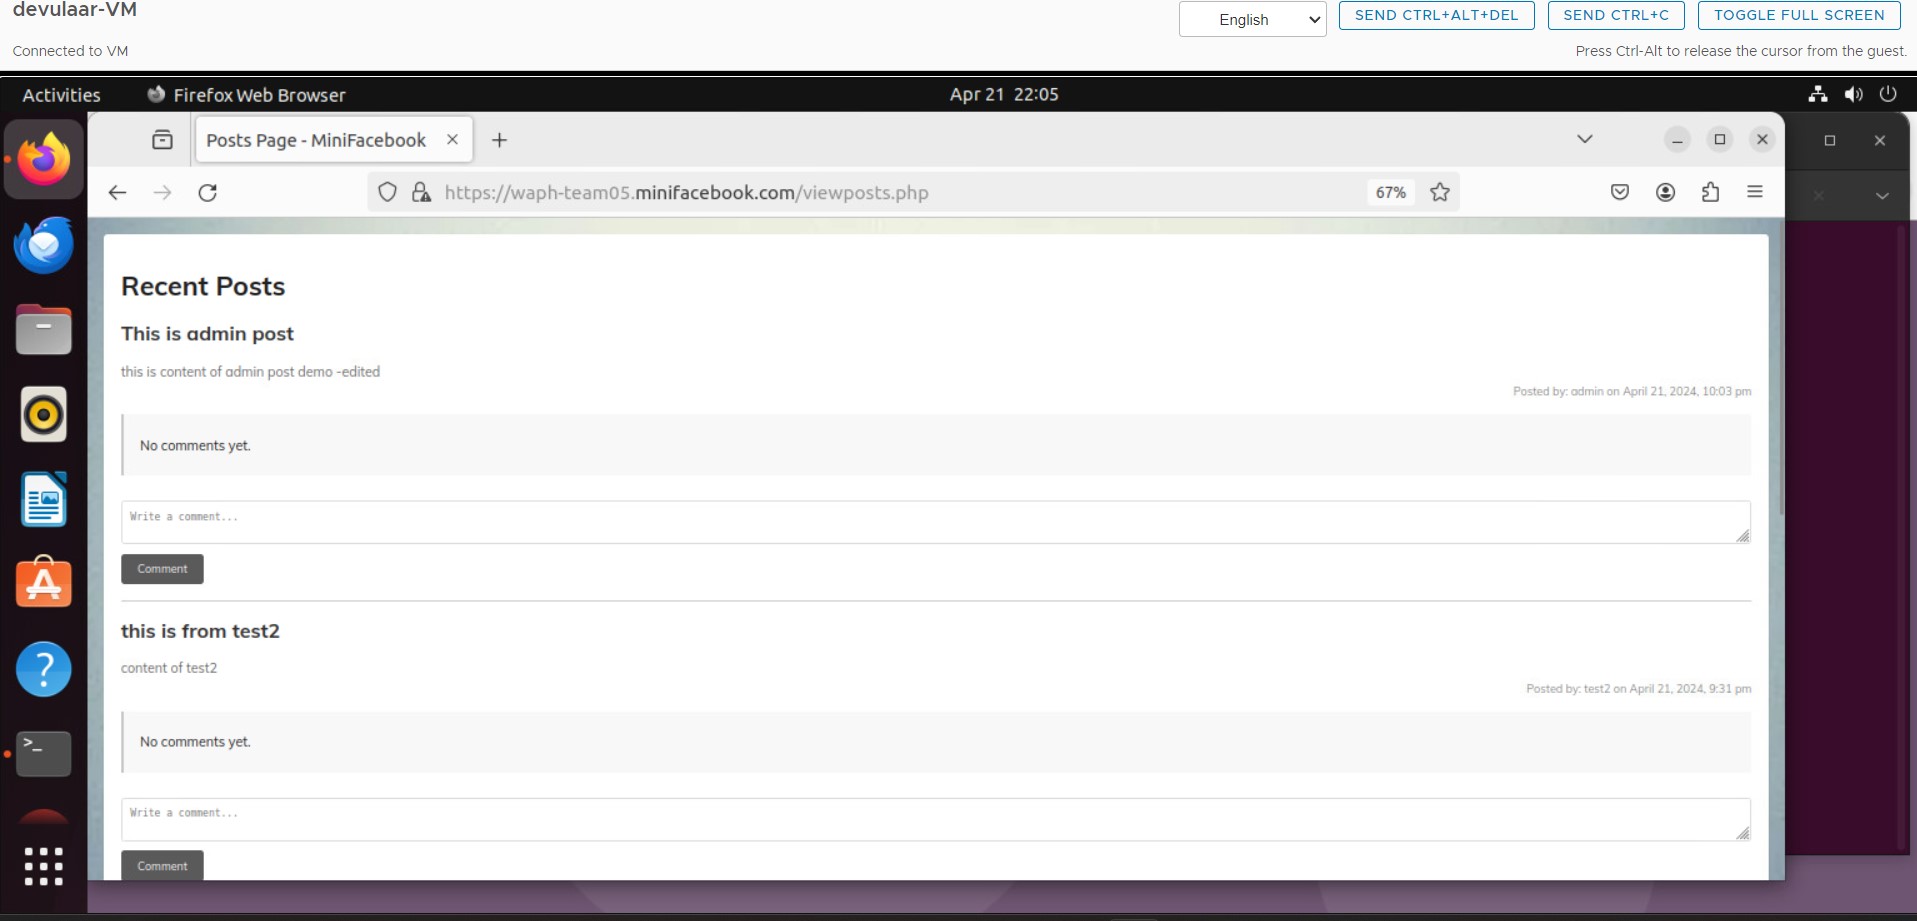 devulaar-VM
English
SEND CTRL+ALT+DEL
SEND CTRL+C
TOGGLE FULL SCREEN
Connected to VM
Press Ctrl-Alt to release the cursor from the guest.
Activities
Firefox Web Browser
Apr 21 22:05
Posts Page - MiniFacebook
https://waph-team05.minifacebook.com/viewposts.php
67%
Recent Posts
This is admin post
this is content of admin post demo -edited
Posted by: admin on April 21, 2024, 10:03 pm
No comments yet.
Write a comment...
Comment
this is from test2
content of test2
Posted by: test2 on April 21, 2024, 9:31 pm
No comments yet.
Write a comment...
Comment